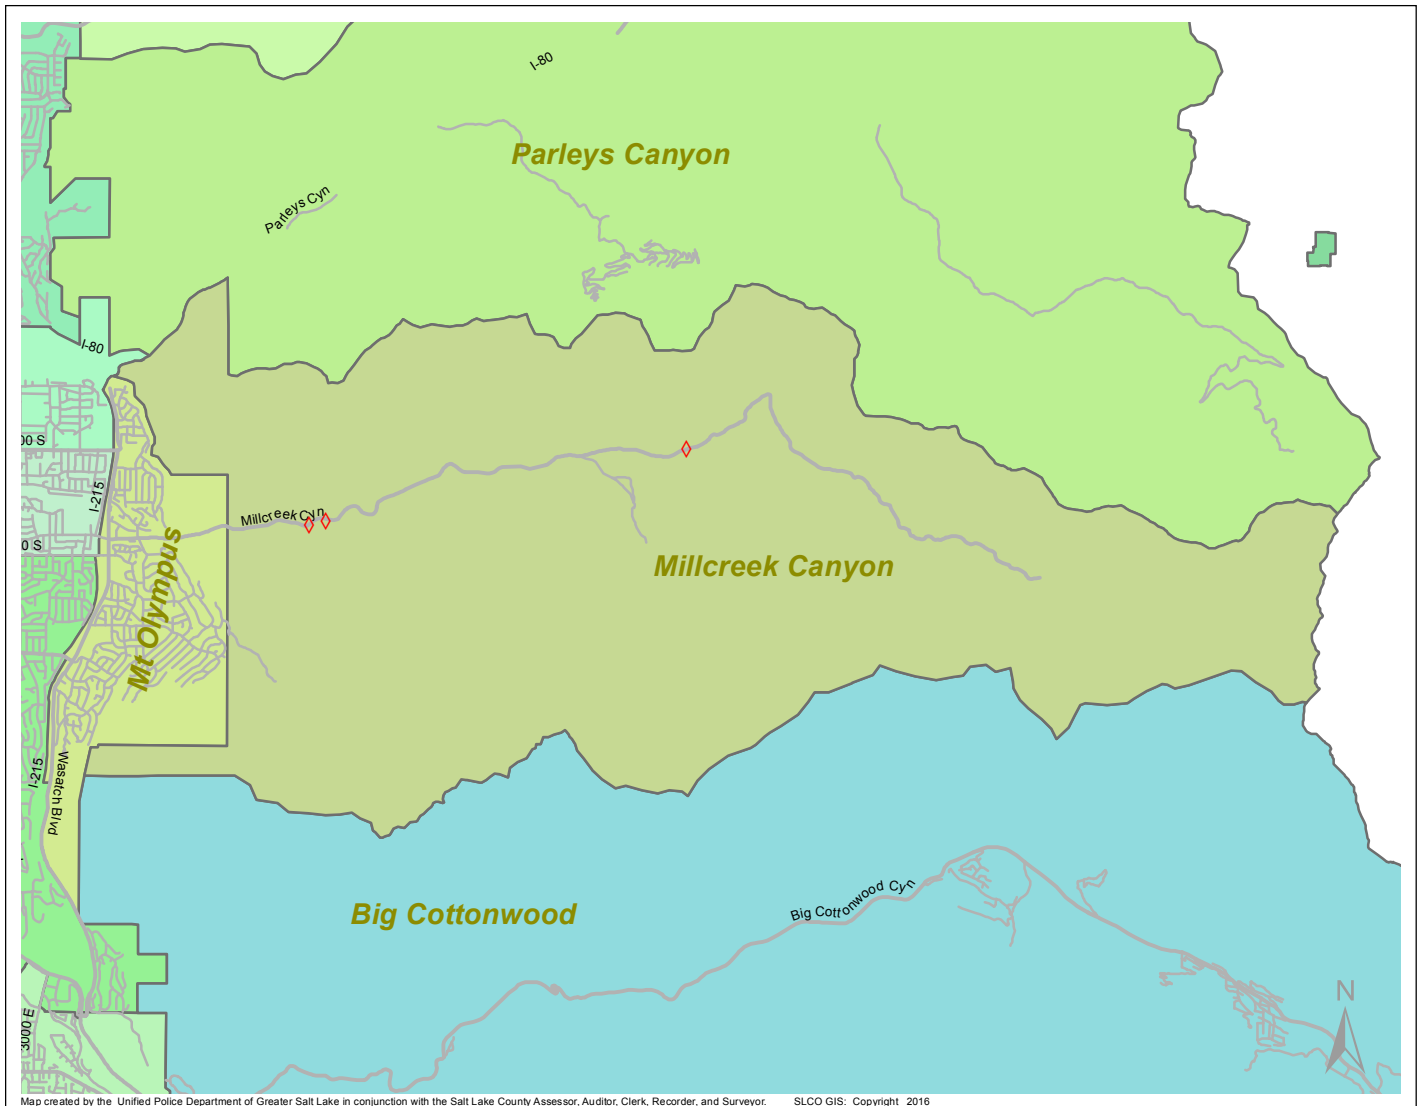 I-80
Parleys Canyon
Parleys Cyn
I-80
00 S
I-215
Millcreek Cyn
0 S
Millcreek Canyon
Mt Olympus
I-215
Wasatch Blvd
Big Cottonwood Cyn
Big Cottonwood
N
3000 E
Map created by the Unified Police Department of Greater Salt Lake in conjunction with the Salt Lake County Assessor, Auditor, Clerk, Recorder, and Surveyor. SLCO GIS: Copyright 2016